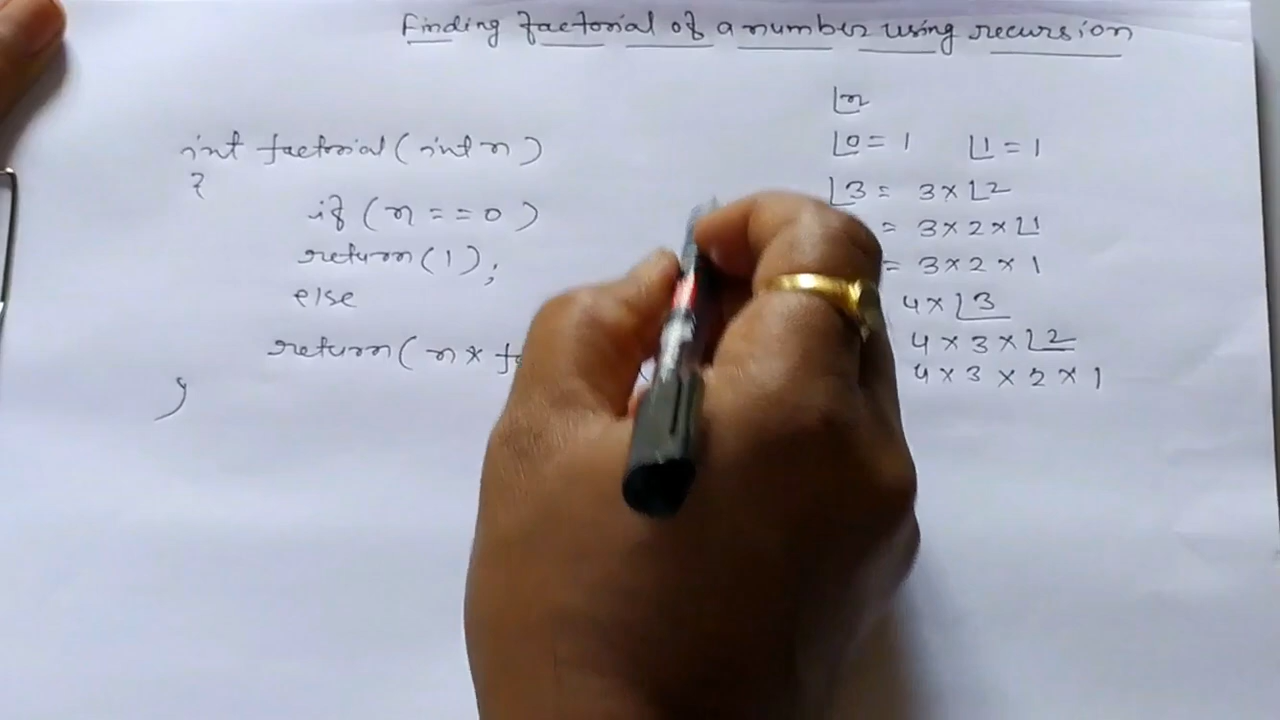 Finding factorial of a number using recursion
int factorial (int n)
{
if (n == 0)
return (1);
else
return (n *
}
⌊n
⌊0 = 1 ⌊1 = 1
⌊3 = 3 × ⌊2
= 3 × 2 × ⌊1
= 3 × 2 × 1
4 × ⌊3
4 × 3 × ⌊2
4 × 3 × 2 × 1